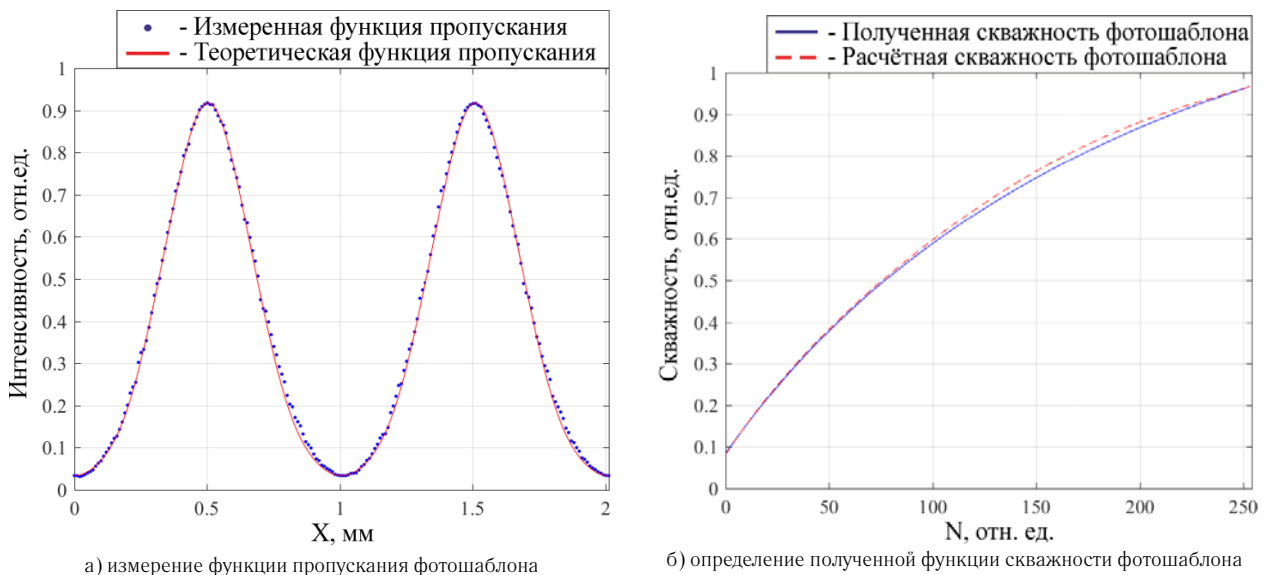 - Измеренная функция пропускания
- Теоретическая функция пропускания
Интенсивность, отн.ед.
1
0.9
0.8
0.7
0.6
0.5
0.4
0.3
0.2
0.1
0
0 0.5 1 1.5 2
X, мм
а) измерение функции пропускания фотошаблона
- Полученная скважность фотошаблона
- Расчётная скважность фотошаблона
Скважность, отн.ед.
1
0.9
0.8
0.7
0.6
0.5
0.4
0.3
0.2
0.1
0
0 50 100 150 200 250
N, отн. ед.
б) определение полученной функции скважности фотошаблона